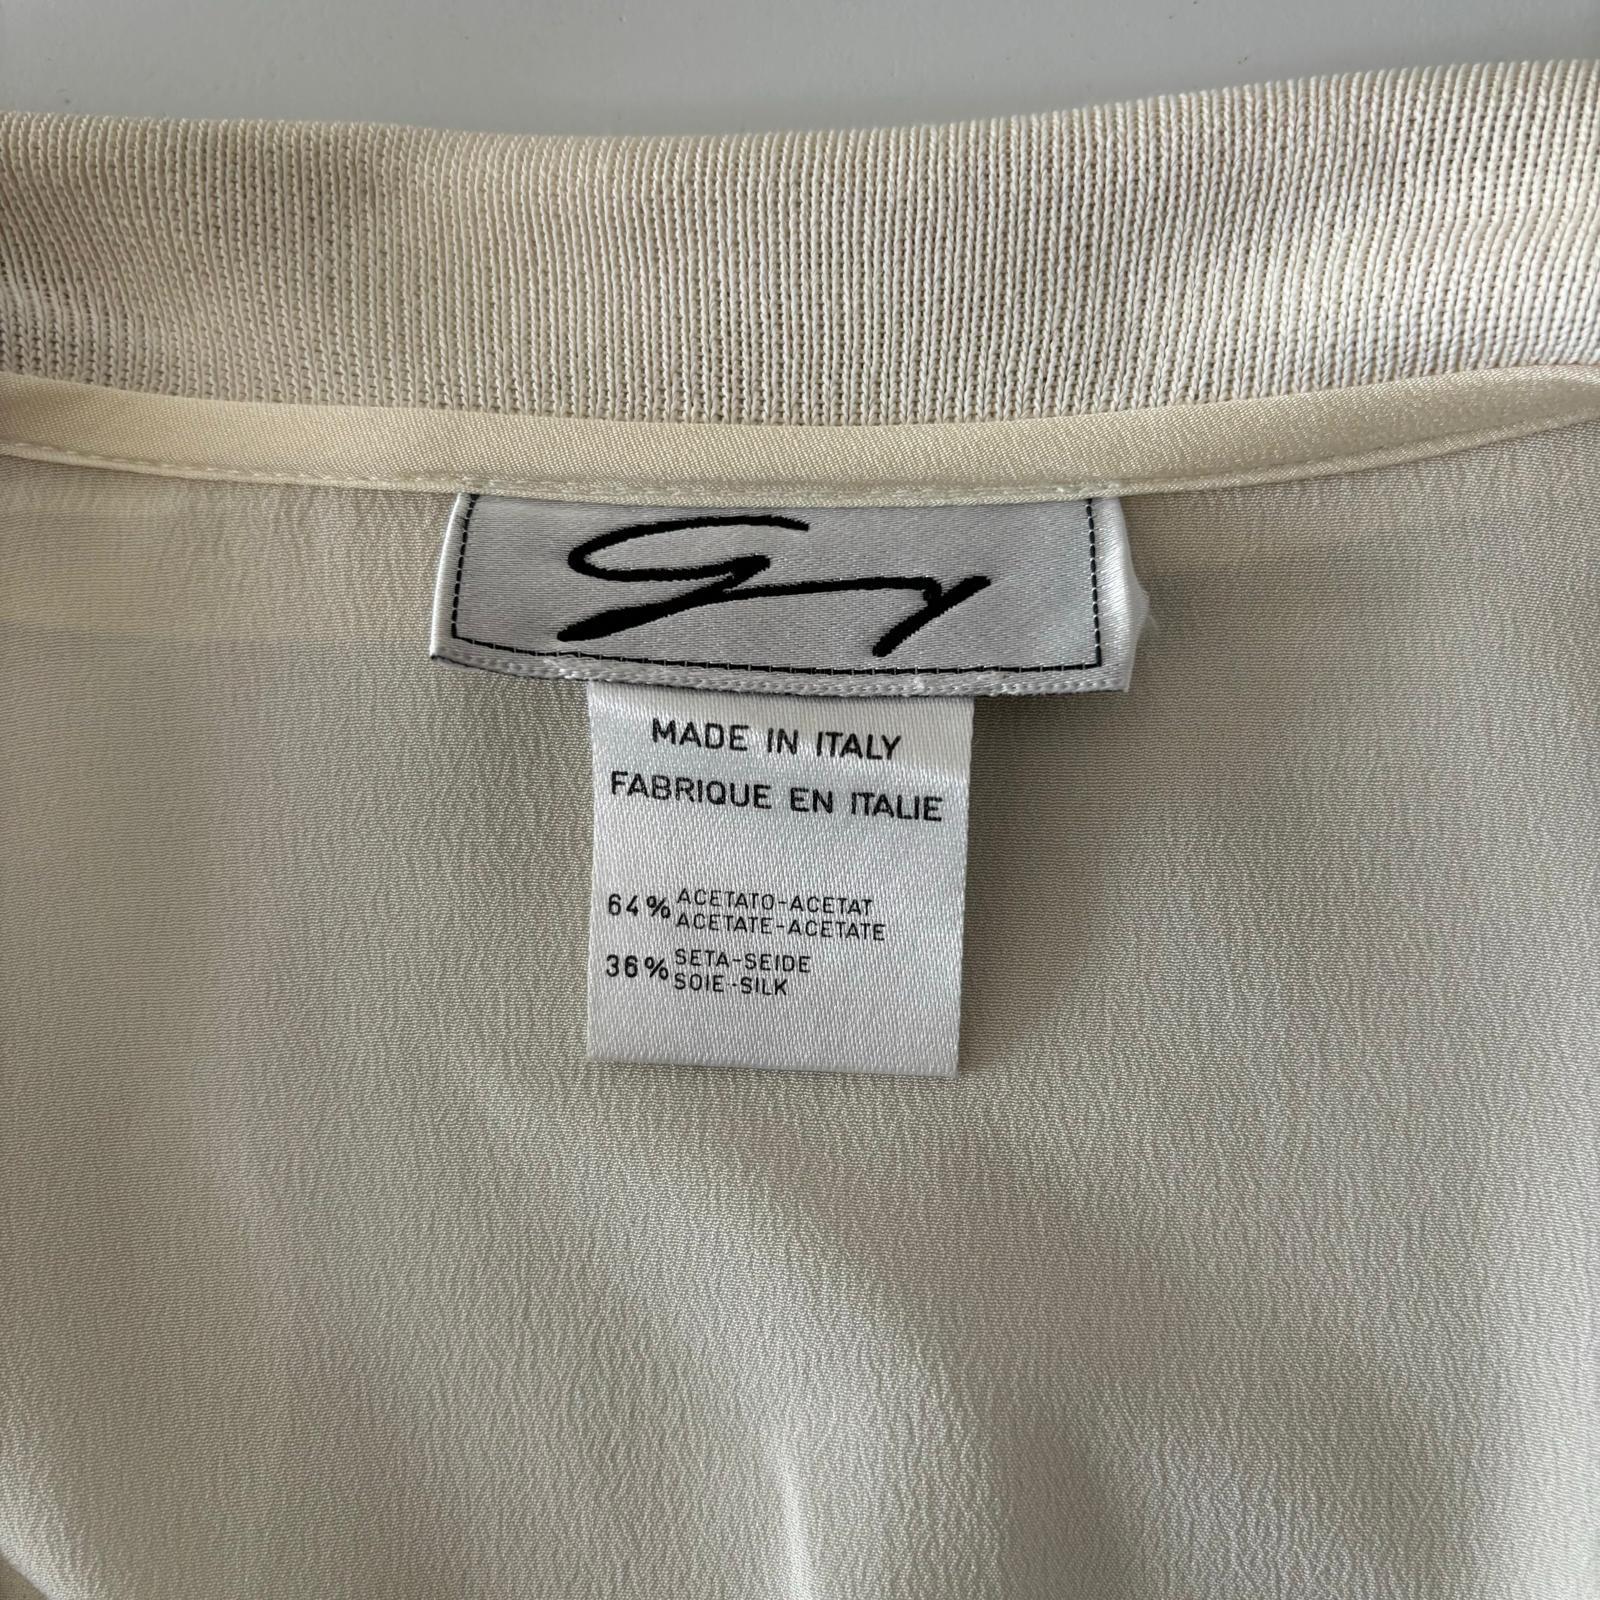 MADE IN ITALY
FABRIQUE EN ITALIE
64% ACETATO-ACETAT
ACETATE-ACETATE
36% SETA-SEIDE
SOIE-SILK